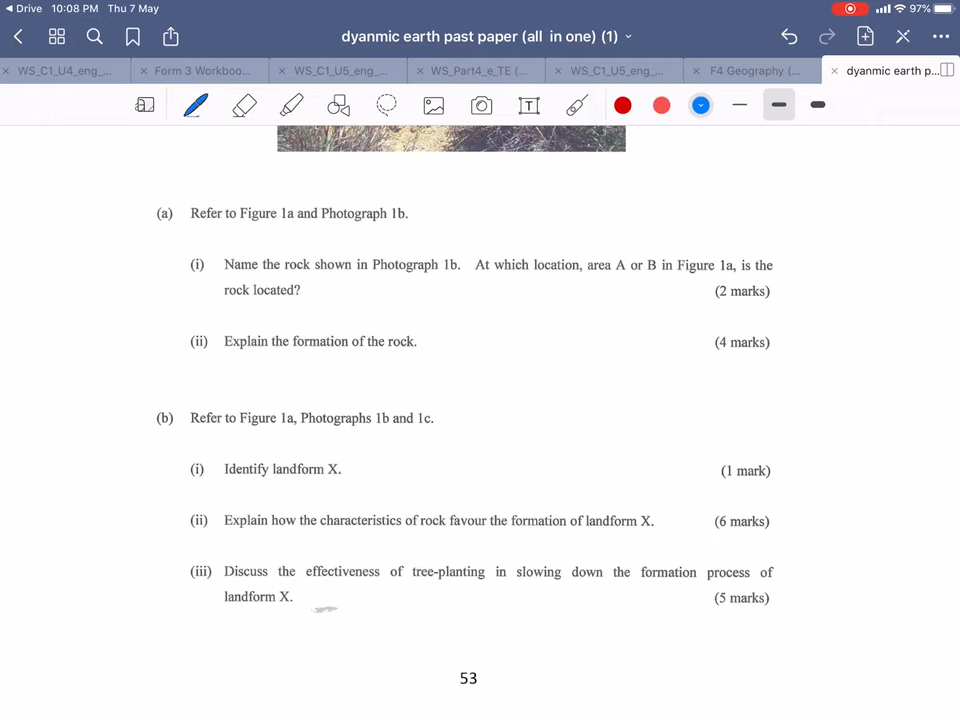 Drive 10:08 PM Thu 7 May 97%
dyanmic earth past paper (all in one) (1)
WS_C1_U4_eng_... Form 3 Workboo... WS_C1_U5_eng_... WS_Part4_e_TE (... WS_C1_U5_eng_... F4 Geography (... dyanmic earth p...
T
(a) Refer to Figure 1a and Photograph 1b.
(i) Name the rock shown in Photograph 1b. At which location, area A or B in Figure 1a, is the
rock located? (2 marks)
(ii) Explain the formation of the rock. (4 marks)
(b) Refer to Figure 1a, Photographs 1b and 1c.
(i) Identify landform X. (1 mark)
(ii) Explain how the characteristics of rock favour the formation of landform X. (6 marks)
(iii) Discuss the effectiveness of tree-planting in slowing down the formation process of
landform X. (5 marks)
53